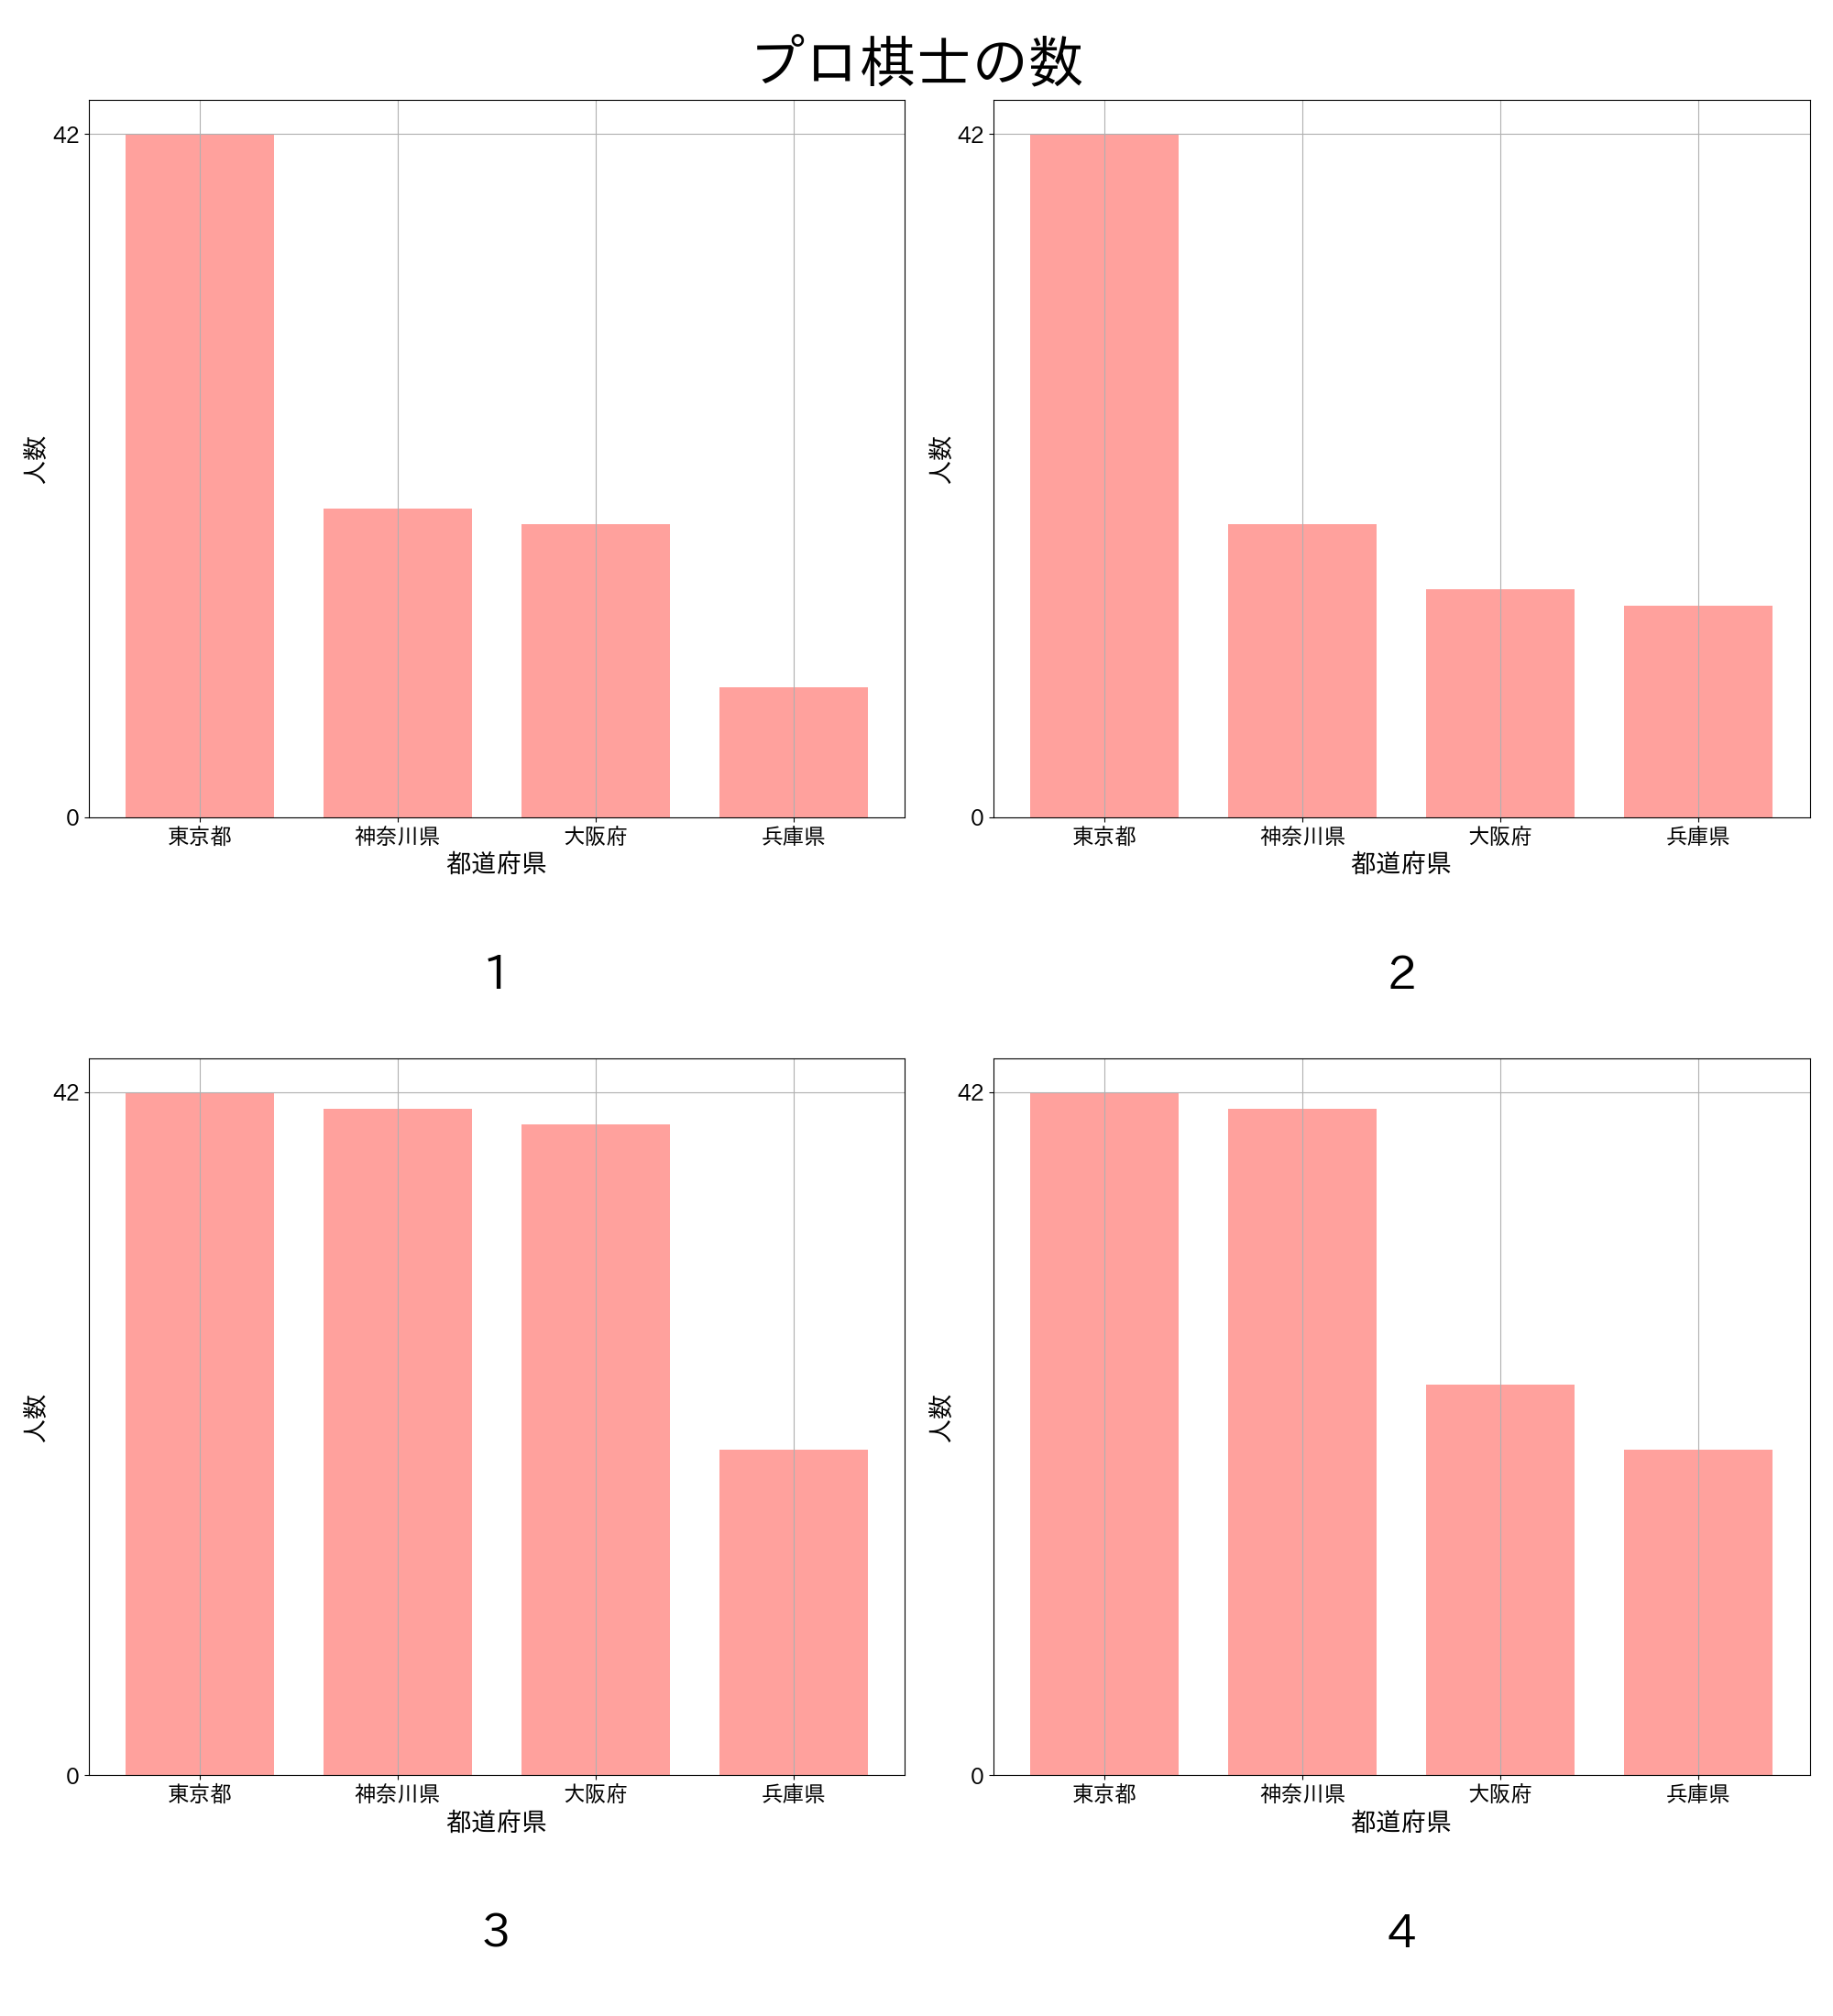 プロ棋士の数
42
人数
0
東京都 神奈川県 大阪府 兵庫県
都道府県
1
42
人数
0
東京都 神奈川県 大阪府 兵庫県
都道府県
2
42
人数
0
東京都 神奈川県 大阪府 兵庫県
都道府県
3
42
人数
0
東京都 神奈川県 大阪府 兵庫県
都道府県
4